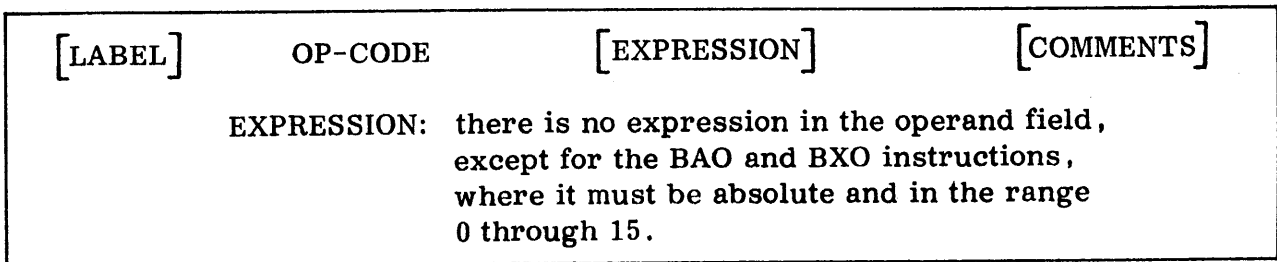 [LABEL] OP-CODE [EXPRESSION] [COMMENTS]
EXPRESSION: there is no expression in the operand field,
except for the BAO and BXO instructions,
where it must be absolute and in the range
0 through 15.